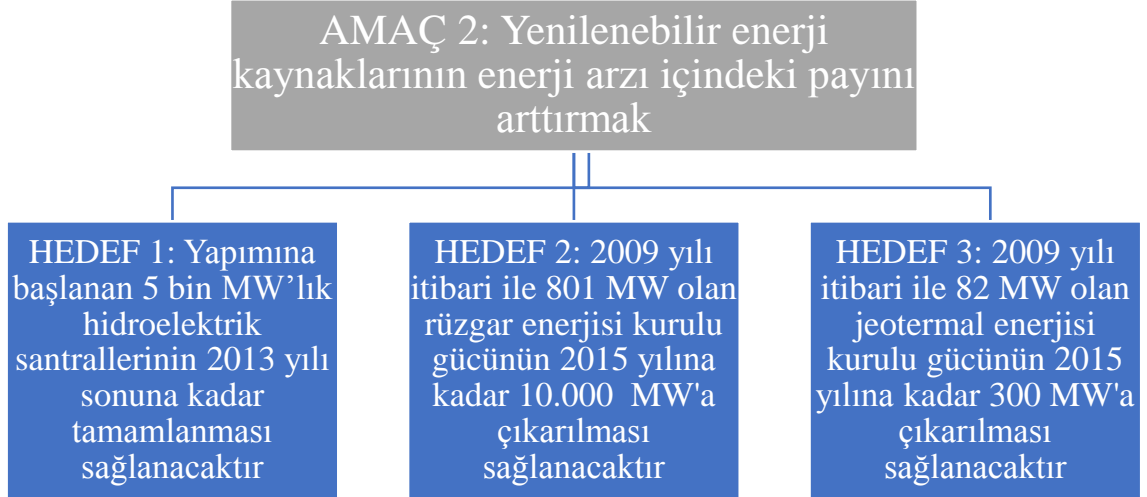 AMAÇ 2: Yenilenebilir enerji
kaynaklarının enerji arzı içindeki payını
arttırmak
HEDEF 1: Yapımına
başlanan 5 bin MW’lık
hidroelektrik
santrallerinin 2013 yılı
sonuna kadar
tamamlanması
sağlanacaktır
HEDEF 2: 2009 yılı
itibari ile 801 MW olan
rüzgar enerjisi kurulu
gücünün 2015 yılına
kadar 10.000 MW'a
çıkarılması
sağlanacaktır
HEDEF 3: 2009 yılı
itibari ile 82 MW olan
jeotermal enerjisi
kurulu gücünün 2015
yılına kadar 300 MW'a
çıkarılması
sağlanacaktır